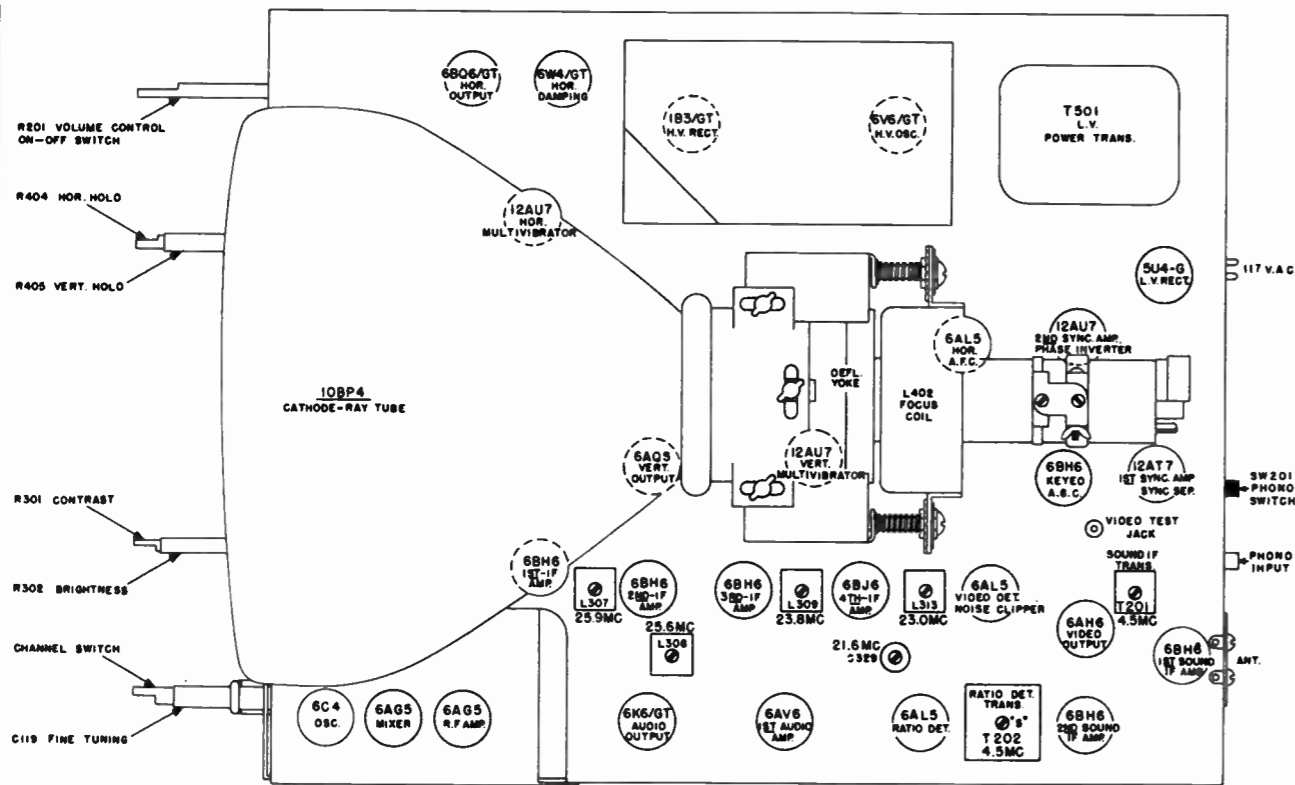 6BQ6/GT
HOR.
OUTPUT
6W4/GT
HOR.
DAMPING
1B3/GT
H.V. RECT.
6V6/GT
H.V. OSC.
T501
L.V.
POWER TRANS.
R201 VOLUME CONTROL
ON-OFF SWITCH
R404 HOR. HOLD
R405 VERT. HOLD
12AU7
HOR.
MULTIVIBRATOR
5U4-G
L.V. RECT.
117 V.A.C
6AL5
HOR.
A.F.C.
12AU7
2ND SYNC. AMP.
PHASE INVERTER
DEFL.
YOKE
L402
FOCUS
COIL
10BP4
CATHODE-RAY TUBE
6AQ5
VERT.
OUTPUT
12AU7
VERT.
MULTIVIBRATOR
6BH6
KEYED
A.G.C.
12AT7
1ST SYNC. AMP
SYNC SEP.
SW201
PHONO
SWITCH
R301 CONTRAST
R302 BRIGHTNESS
VIDEO TEST
JACK
PHONO
INPUT
6BH6
1ST-IF
AMP.
L307
25.9MC
6BH6
2ND-IF
AMP.
6BH6
3RD-IF
AMP
L309
23.8MC
6BJ6
4TH-IF
AMP.
L313
23.0MC
6AL5
VIDEO DET.
NOISE CLIPPER
SOUND IF
TRANS.
T201
4.5MC
25.6MC
L308
21.6MC
C329
6AH6
VIDEO
OUTPUT
6BH6
1ST SOUND
IF AMP
ANT.
CHANNEL SWITCH
C119 FINE TUNING
6C4
OSC.
6AG5
MIXER
6AG5
R.F. AMP.
6K6/GT
AUDIO
OUTPUT
6AV6
1ST AUDIO
AMP.
6AL5
RATIO DET.
RATIO DET.
TRANS.
"S"
T202
4.5MC
6BH6
2ND SOUND
IF AMP.